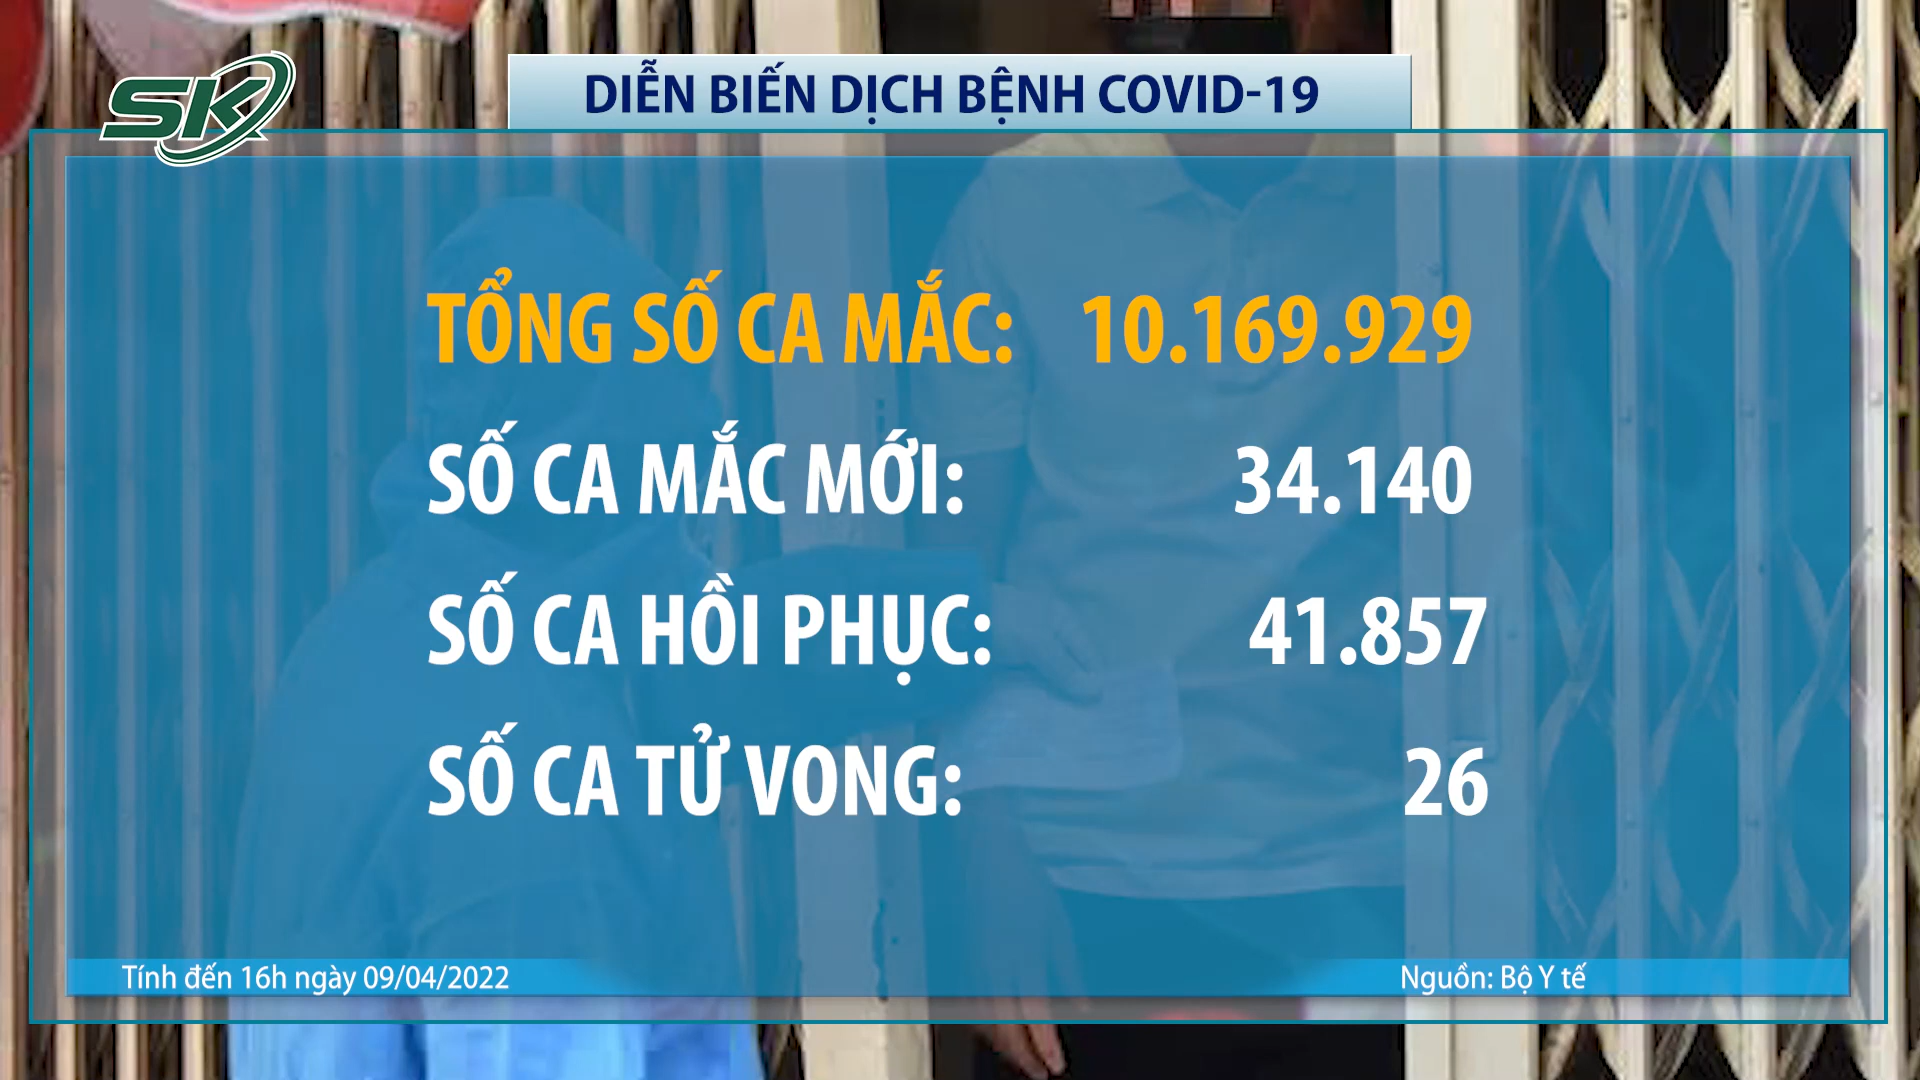 SK
DIỄN BIẾN DỊCH BỆNH COVID-19
TỔNG SỐ CA MẮC: 10.169.929
SỐ CA MẮC MỚI: 34.140
SỐ CA HỒI PHỤC: 41.857
SỐ CA TỬ VONG: 26
Tính đến 16h ngày 09/04/2022 Nguồn: Bộ Y tế